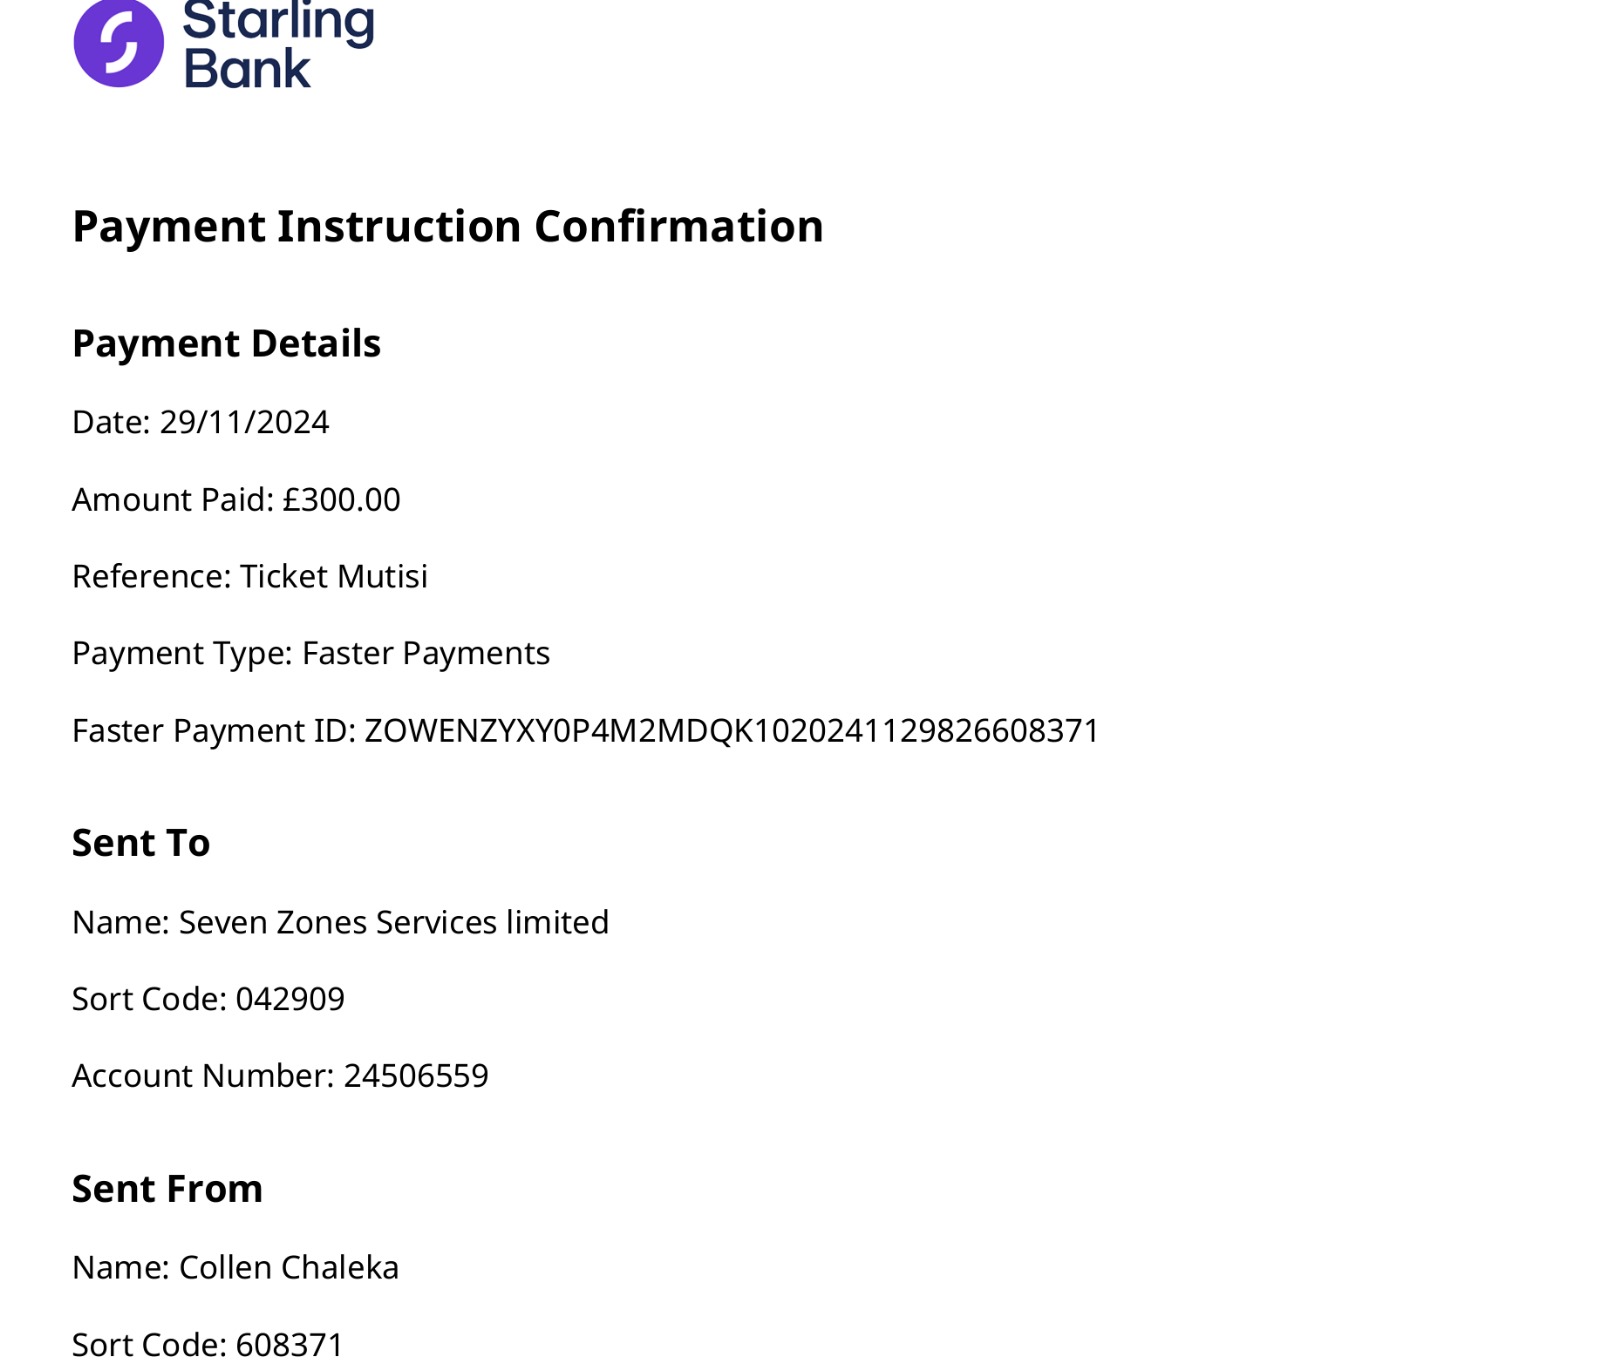 Starling
Bank
Payment Instruction Confirmation
Payment Details
Date: 29/11/2024
Amount Paid: £300.00
Reference: Ticket Mutisi
Payment Type: Faster Payments
Faster Payment ID: ZOWENZYXY0P4M2MDQK1020241129826608371
Sent To
Name: Seven Zones Services limited
Sort Code: 042909
Account Number: 24506559
Sent From
Name: Collen Chaleka
Sort Code: 608371